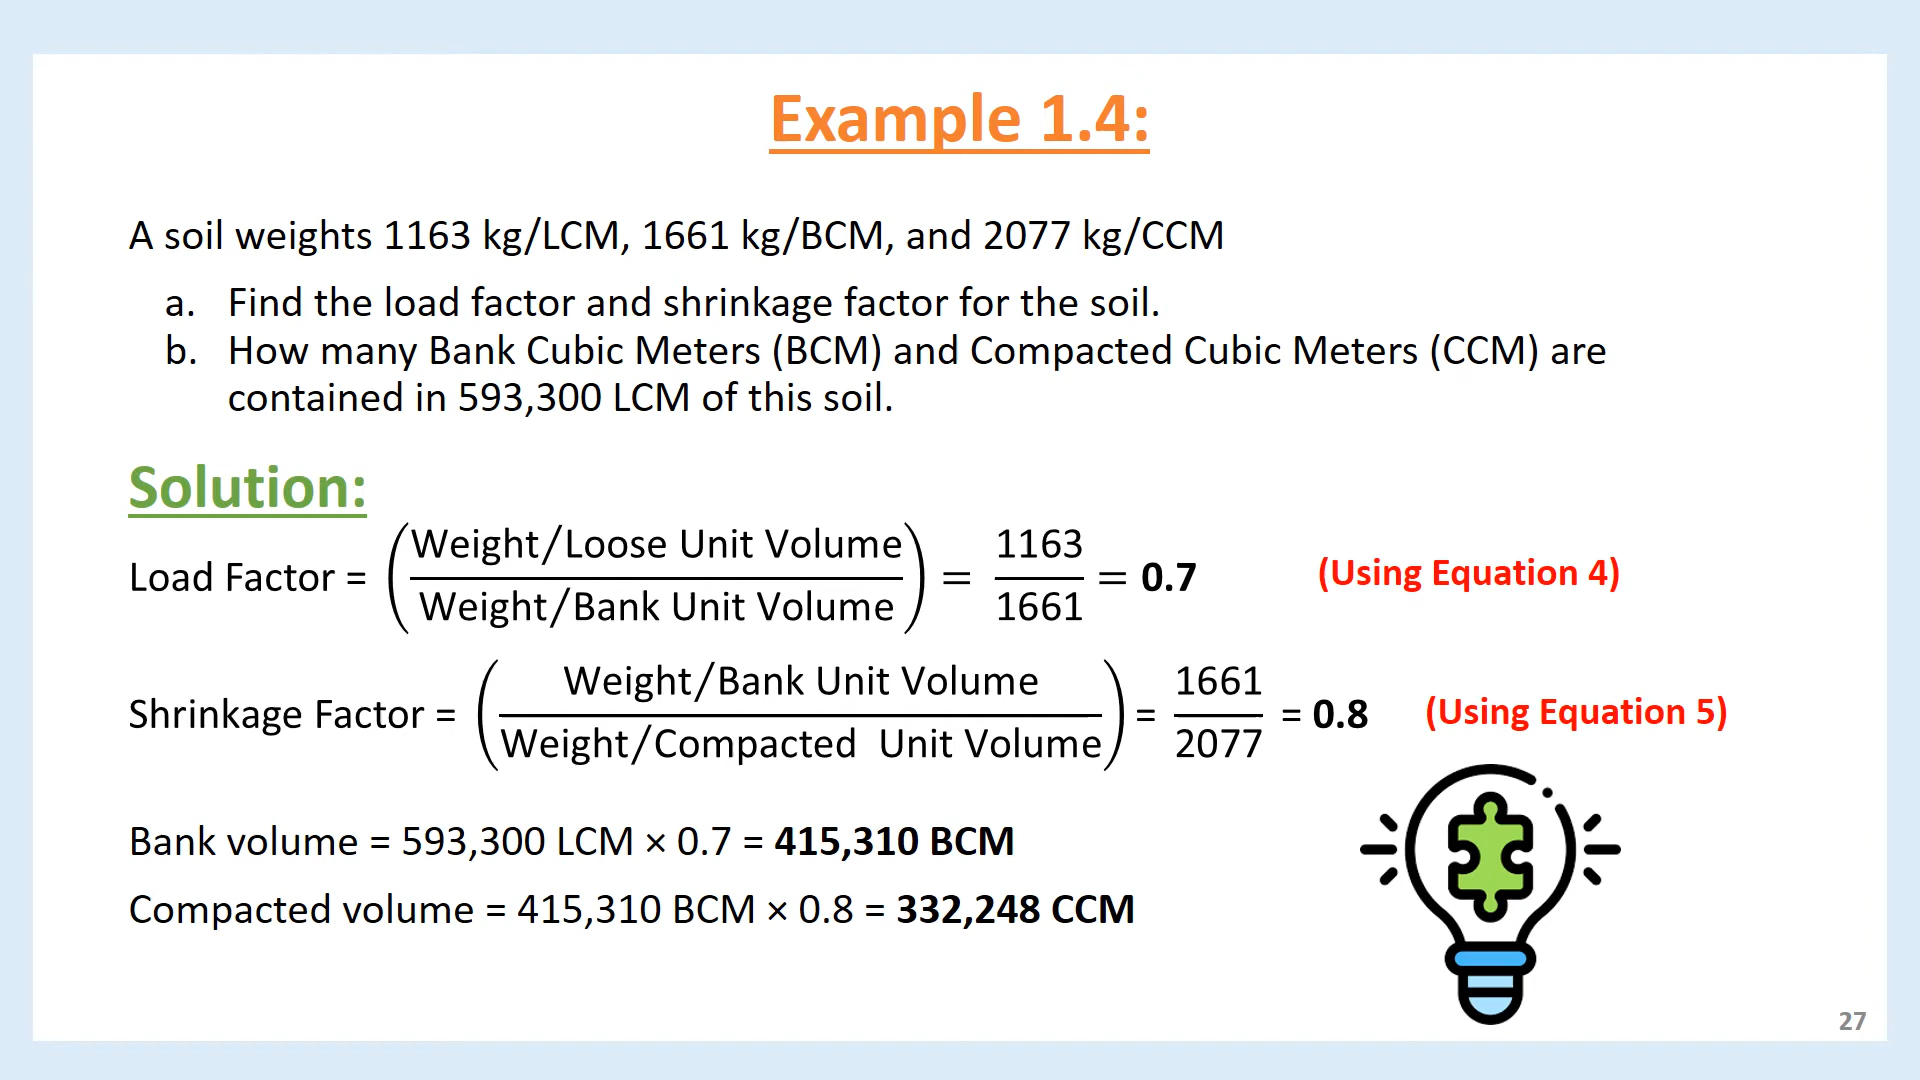 Example 1.4:
A soil weights 1163 kg/LCM, 1661 kg/BCM, and 2077 kg/CCM
a. Find the load factor and shrinkage factor for the soil.
b. How many Bank Cubic Meters (BCM) and Compacted Cubic Meters (CCM) are
contained in 593,300 LCM of this soil.
Solution:
Load Factor = (Weight/Loose Unit Volume / Weight/Bank Unit Volume) = 1163/1661 = 0.7 (Using Equation 4)
Shrinkage Factor = (Weight/Bank Unit Volume / Weight/Compacted Unit Volume) = 1661/2077 = 0.8 (Using Equation 5)
Bank volume = 593,300 LCM × 0.7 = 415,310 BCM
Compacted volume = 415,310 BCM × 0.8 = 332,248 CCM
27